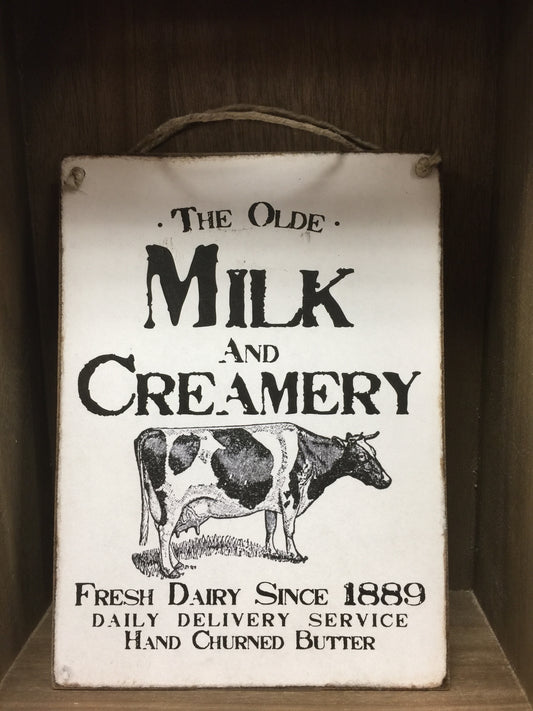 · The Olde ·
Milk
And
Creamery
Fresh Dairy Since 1889
DAILY DELIVERY SERVICE
Hand Churned Butter